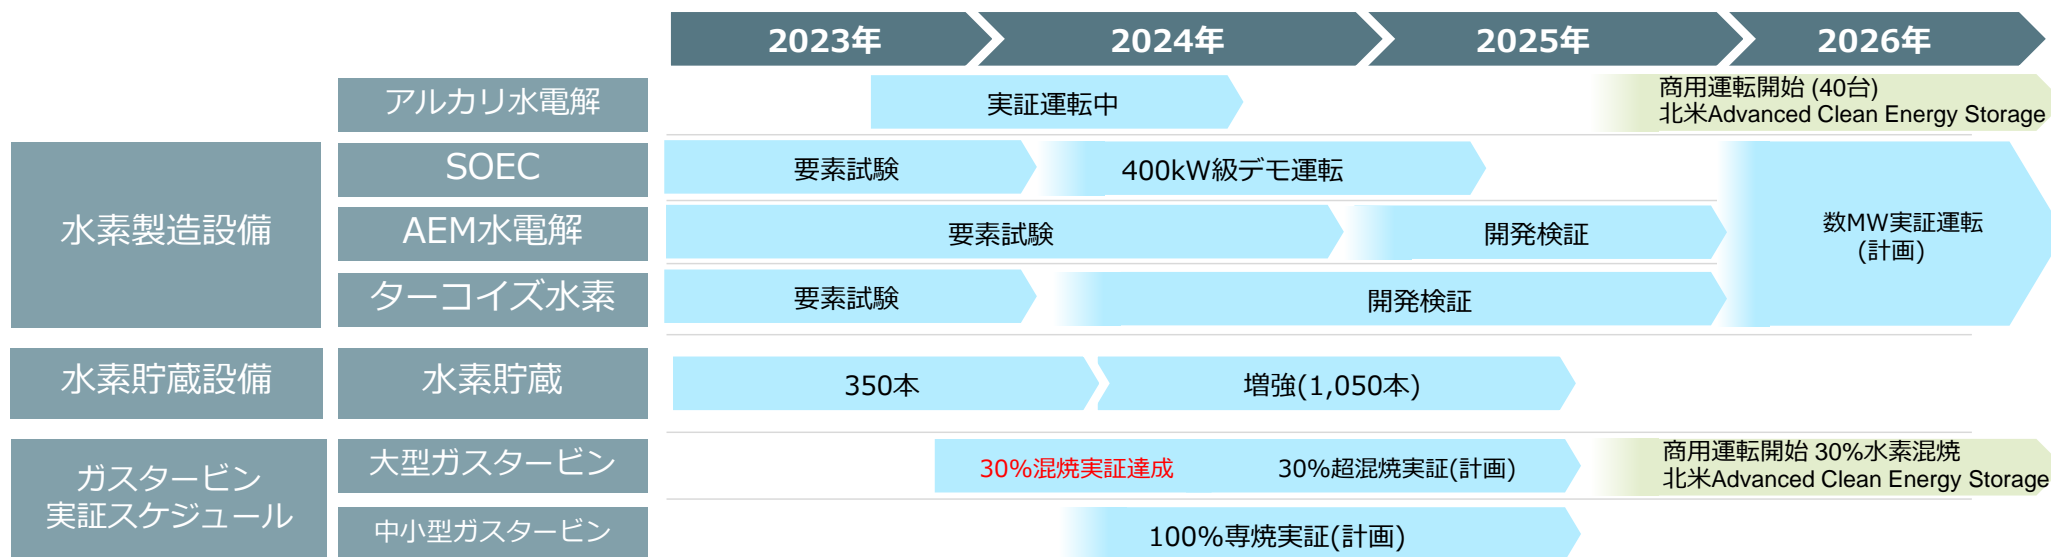 2023年
2024年
2025年
2026年
アルカリ水電解
実証運転中
商用運転開始 (40台)
北米Advanced Clean Energy Storage
水素製造設備
SOEC
要素試験
400kW級デモ運転
AEM水電解
要素試験
開発検証
数MW実証運転
(計画)
ターコイズ水素
要素試験
開発検証
水素貯蔵設備
水素貯蔵
350本
増強(1,050本)
ガスタービン
実証スケジュール
大型ガスタービン
30%混焼実証達成
30%超混焼実証(計画)
商用運転開始 30%水素混焼
北米Advanced Clean Energy Storage
中小型ガスタービン
100%専焼実証(計画)